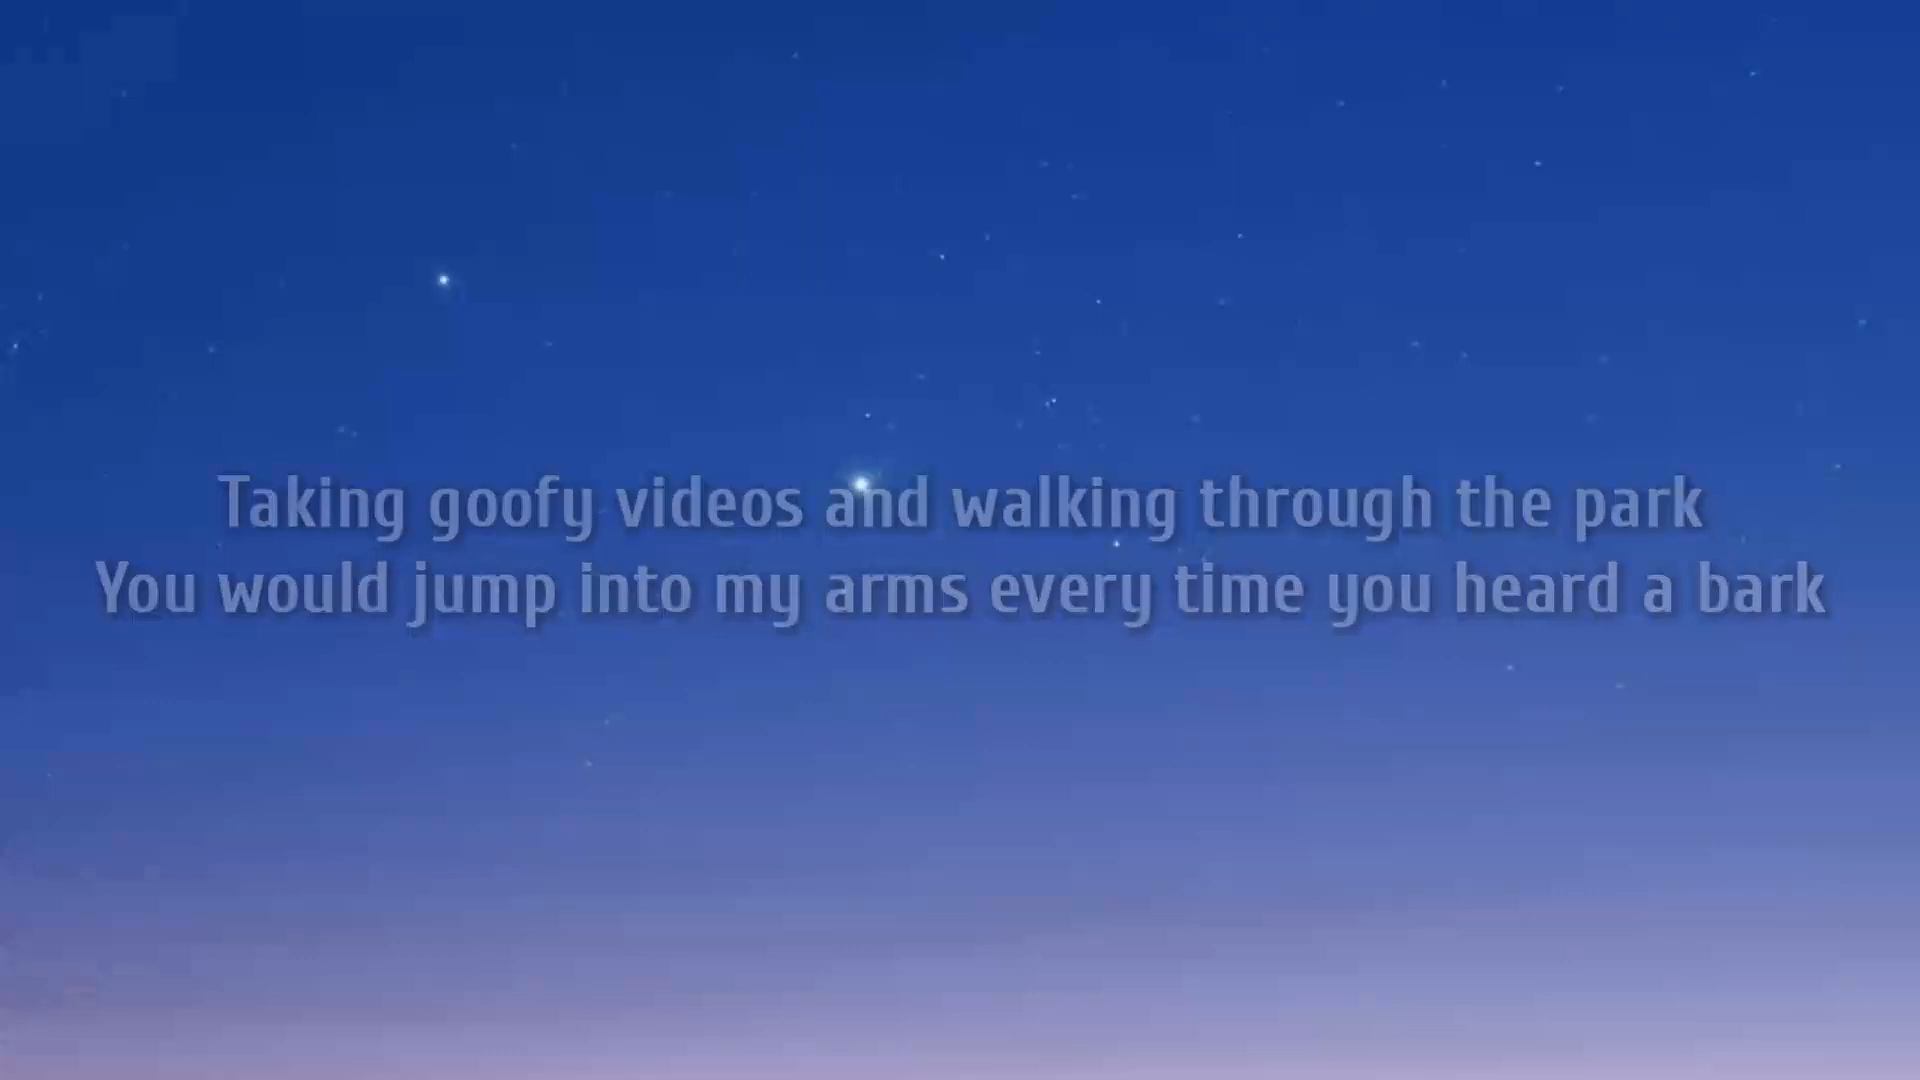 Taking goofy videos and walking through the park
You would jump into my arms every time you heard a bark